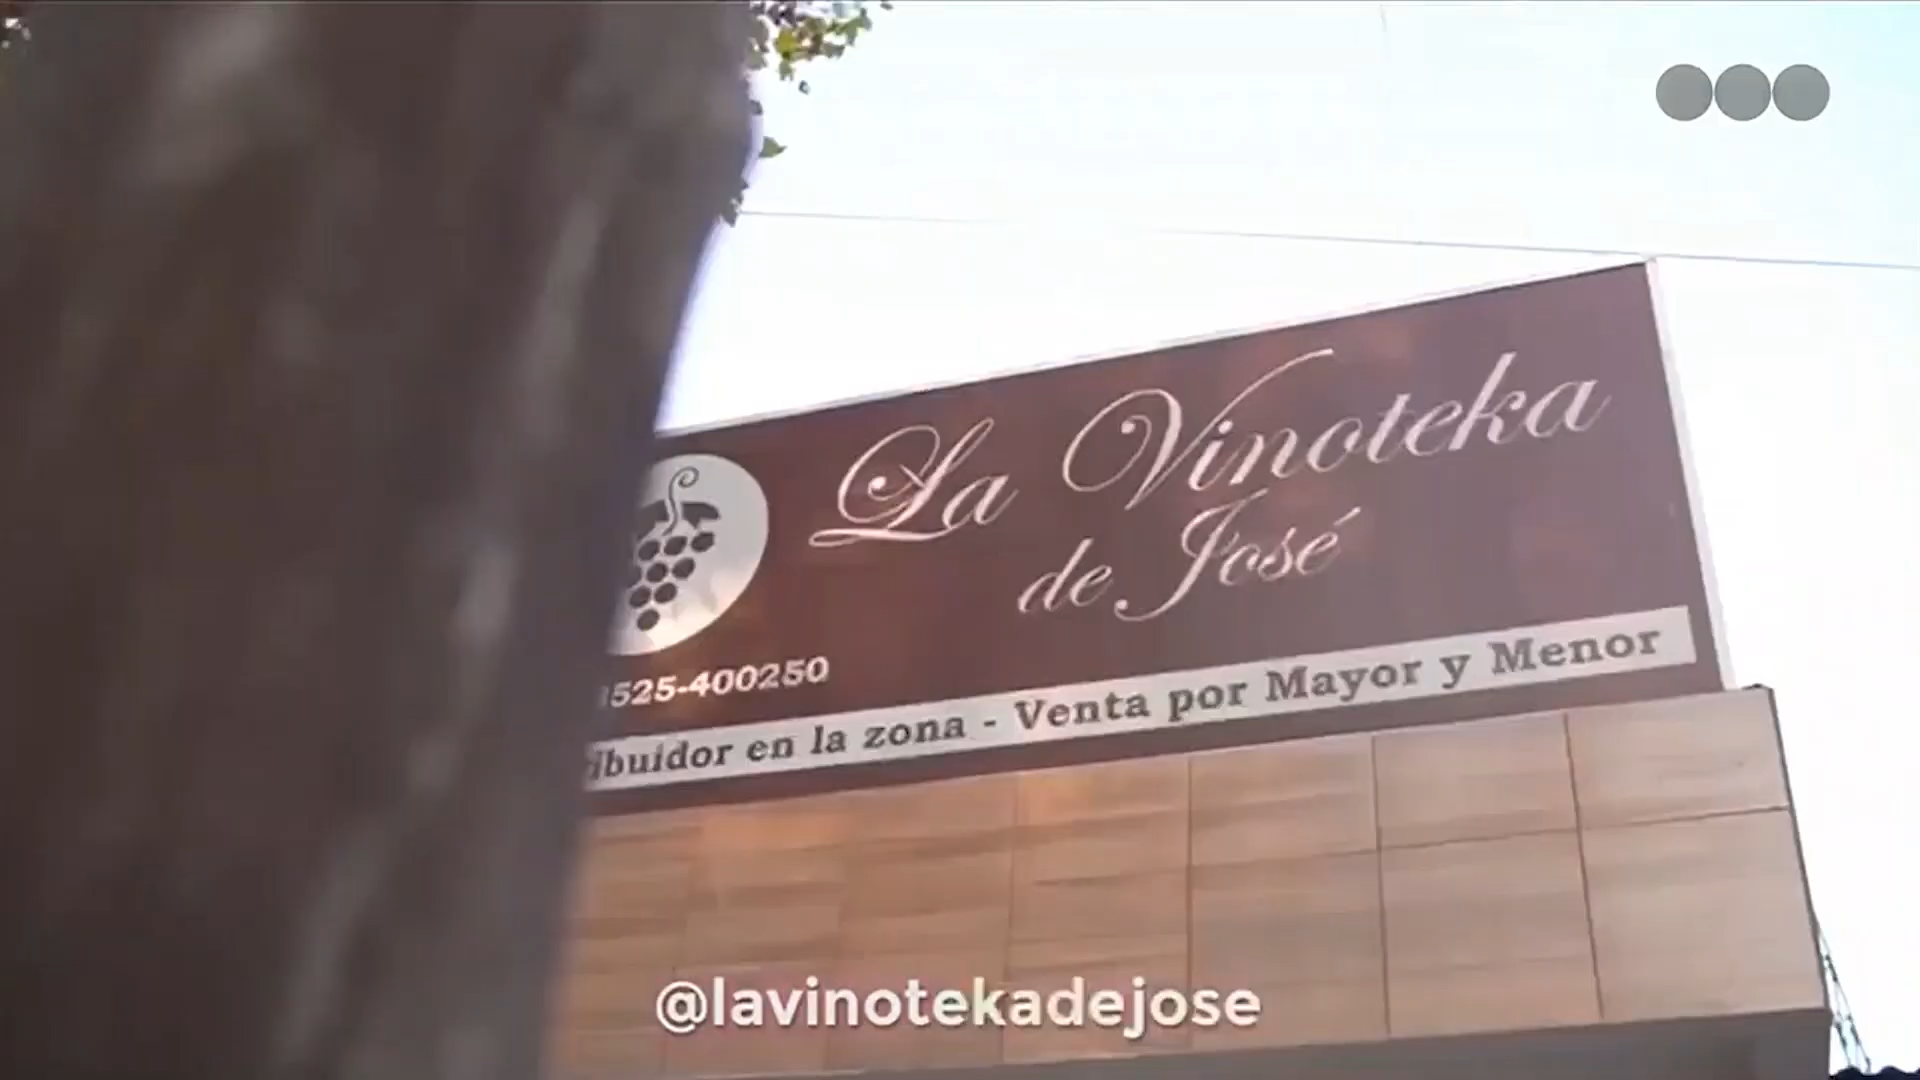 La Vinoteka
de José
525-400250
ibuidor en la zona - Venta por Mayor y Menor
@lavinotekadejose